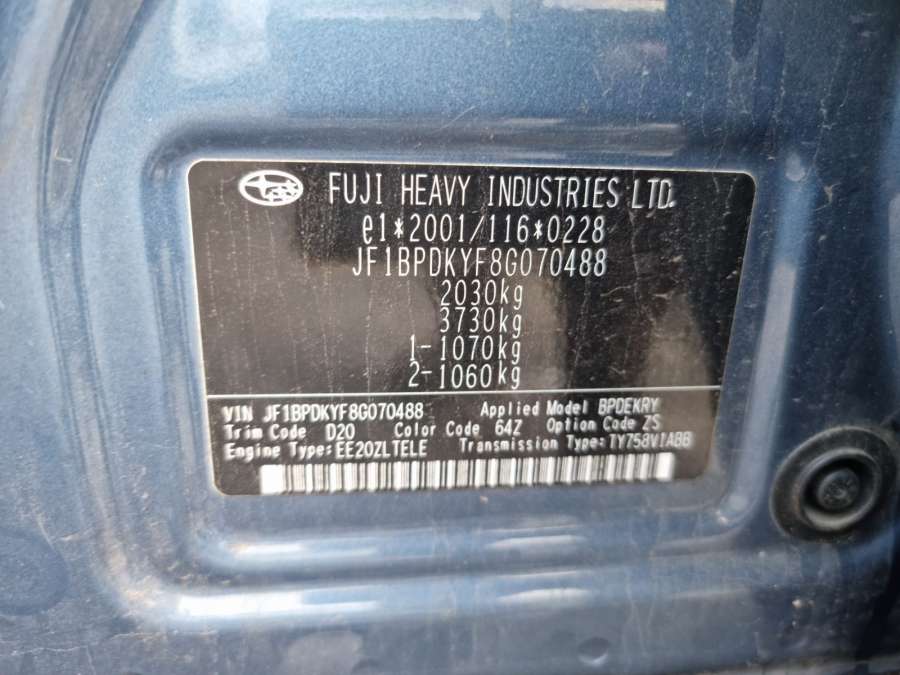 FUJI HEAVY INDUSTRIES LTD.
e1*2001/116*0228
JF1BPDKYF8G070488
2030kg
3730kg
1-1070kg
2-1060kg
VIN JF1BPDKYF8G070488 Applied Model BPDEKRY
Trim Code D20 Color Code 64Z Option Code ZS
Engine Type:EE20ZLTELE Transmission Type:TY758V1ABB